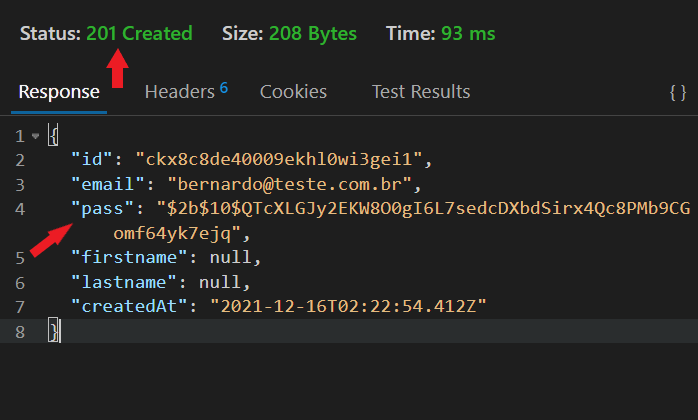 Status: 201 Created Size: 208 Bytes Time: 93 ms
Response Headers 6 Cookies Test Results { }
1 {
2 "id": "ckx8c8de40009ekhl0wi3gei1",
3 "email": "bernardo@teste.com.br",
4 "pass": "$2b$10$QTcXLGJy2EKW8O0gI6L7sedcDXbdSirx4Qc8PMb9CG
omf64yk7ejq",
5 "firstname": null,
6 "lastname": null,
7 "createdAt": "2021-12-16T02:22:54.412Z"
8 }